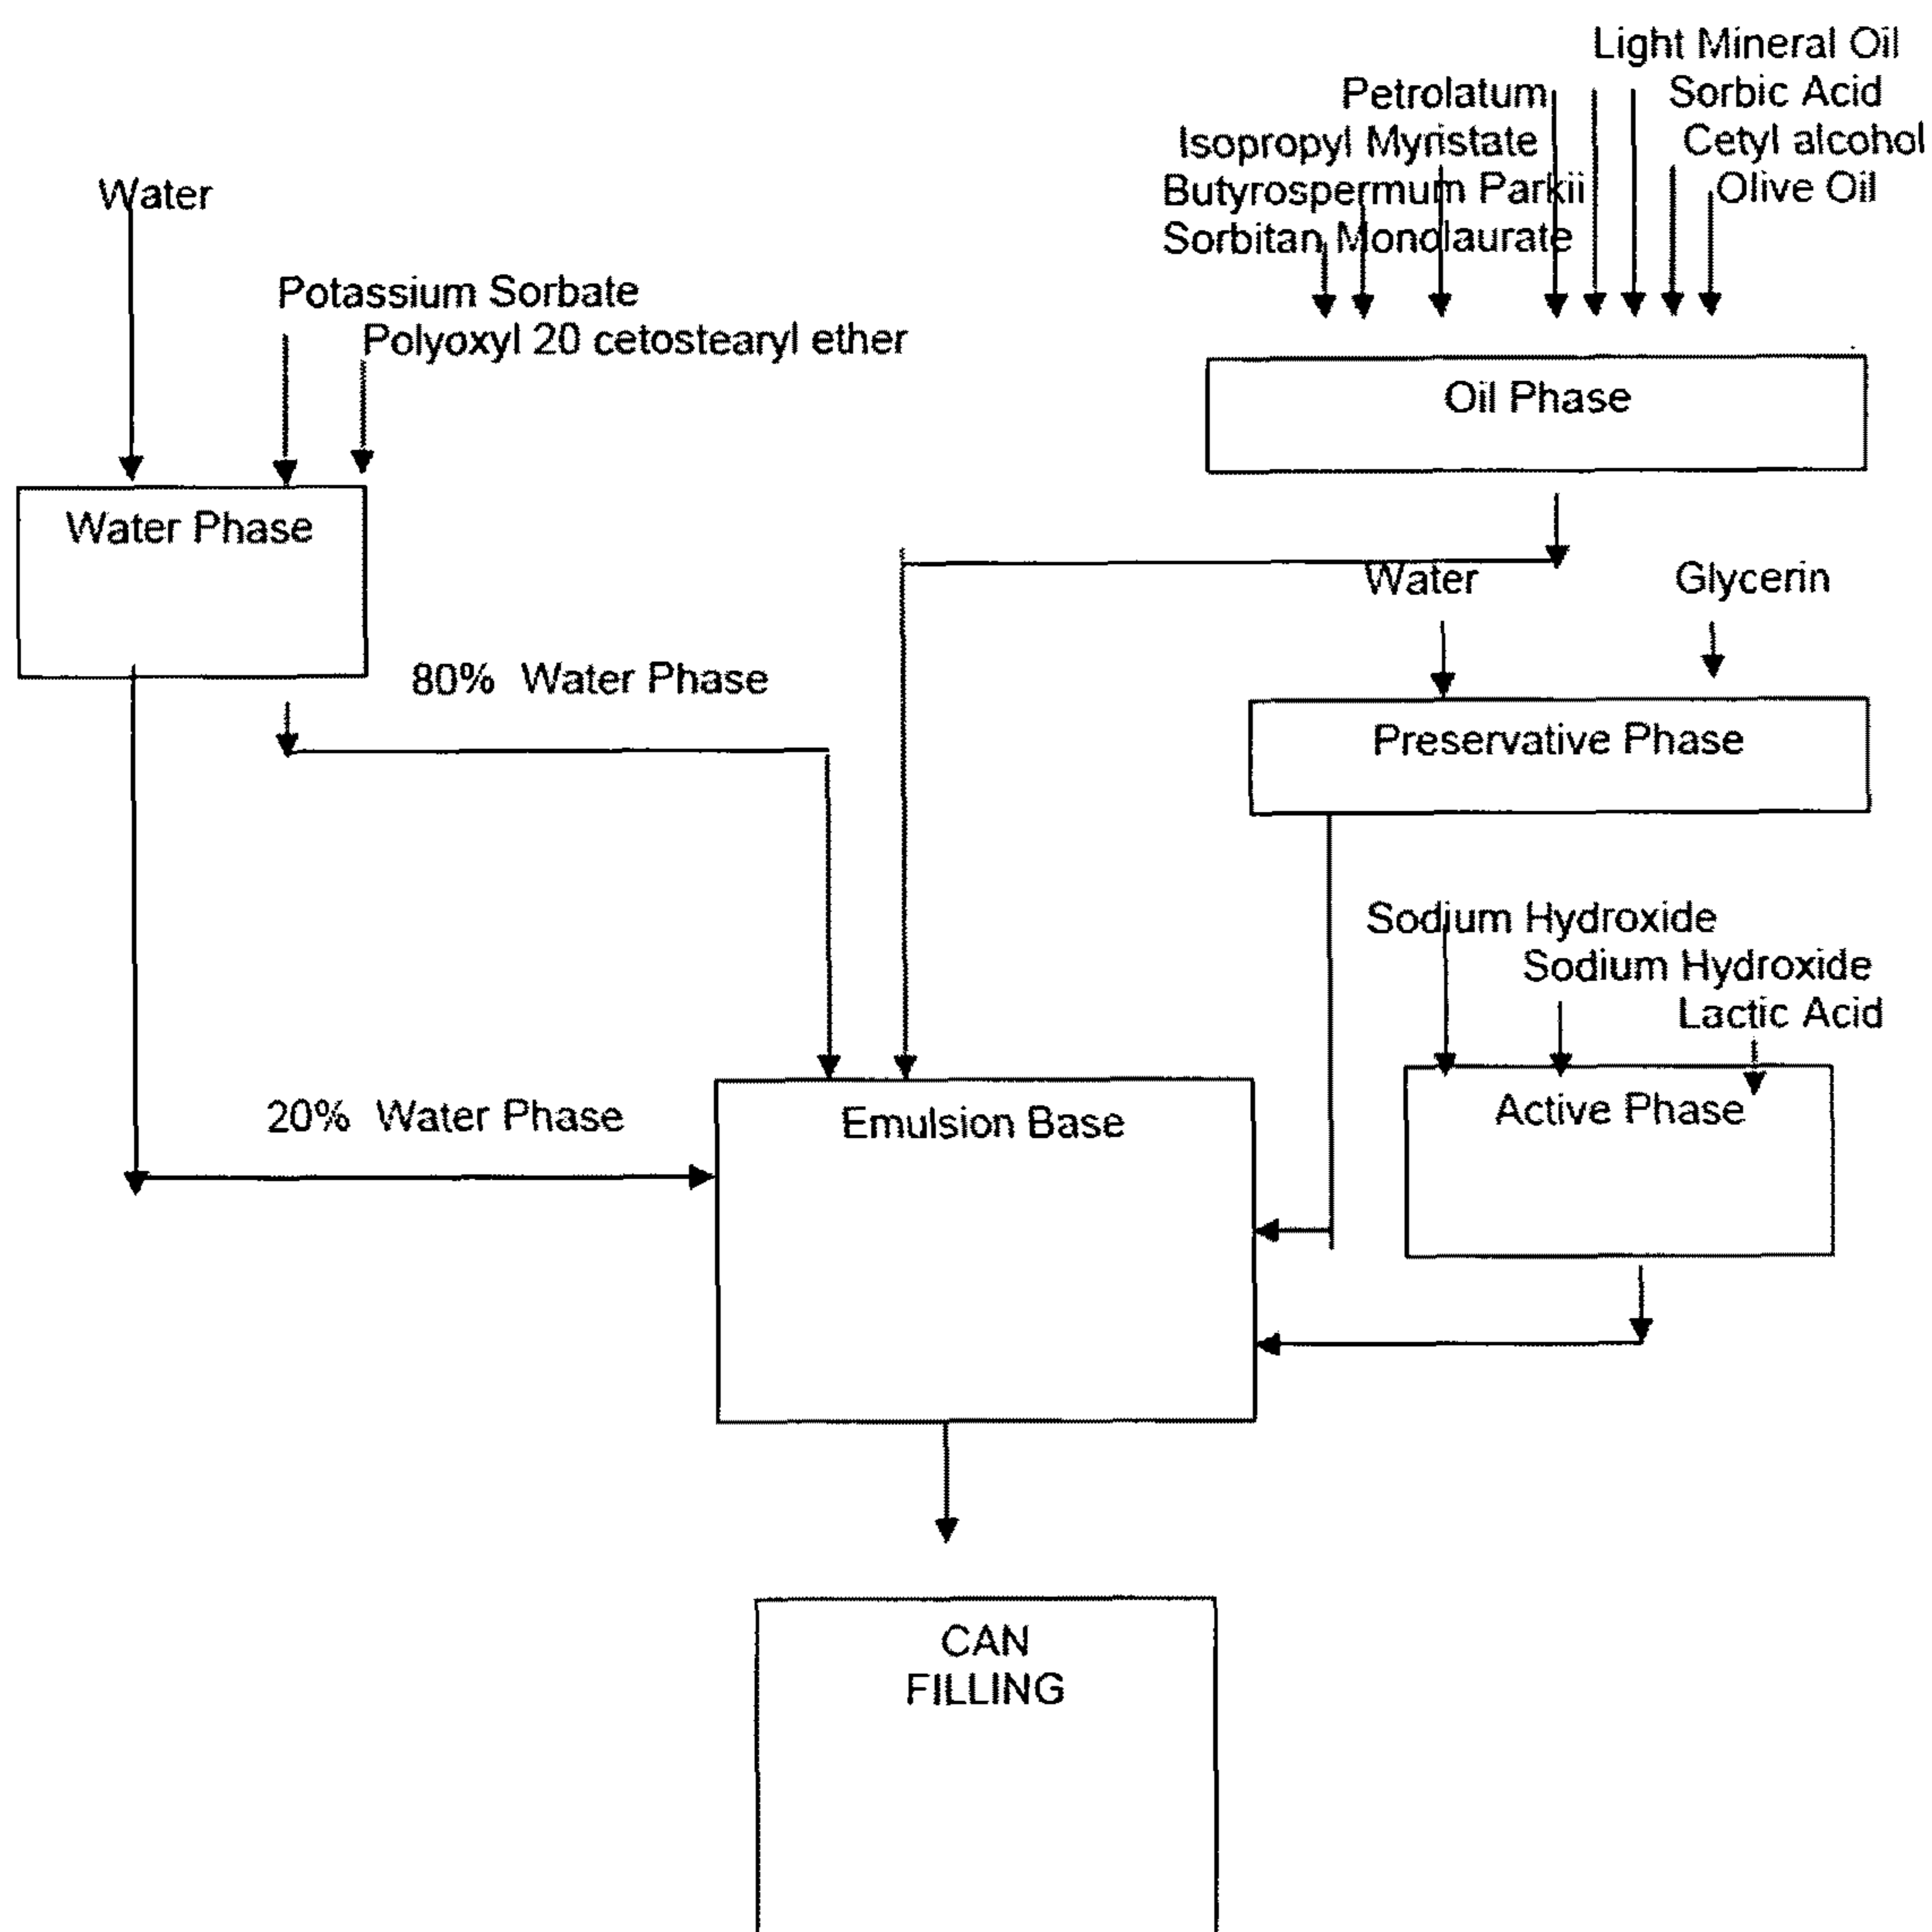 Light Mineral Oil
Petrolatum
Sorbic Acid
Isopropyl Myristate
Cetyl alcohol
Butyrospermum Parkii
Olive Oil
Sorbitan Monolaurate
Water
Potassium Sorbate
Polyoxyl 20 cetostearyl ether
Oil Phase
Water Phase
Water
Glycerin
80% Water Phase
Preservative Phase
Sodium Hydroxide
Sodium Hydroxide
Lactic Acid
20% Water Phase
Emulsion Base
Active Phase
CAN
FILLING